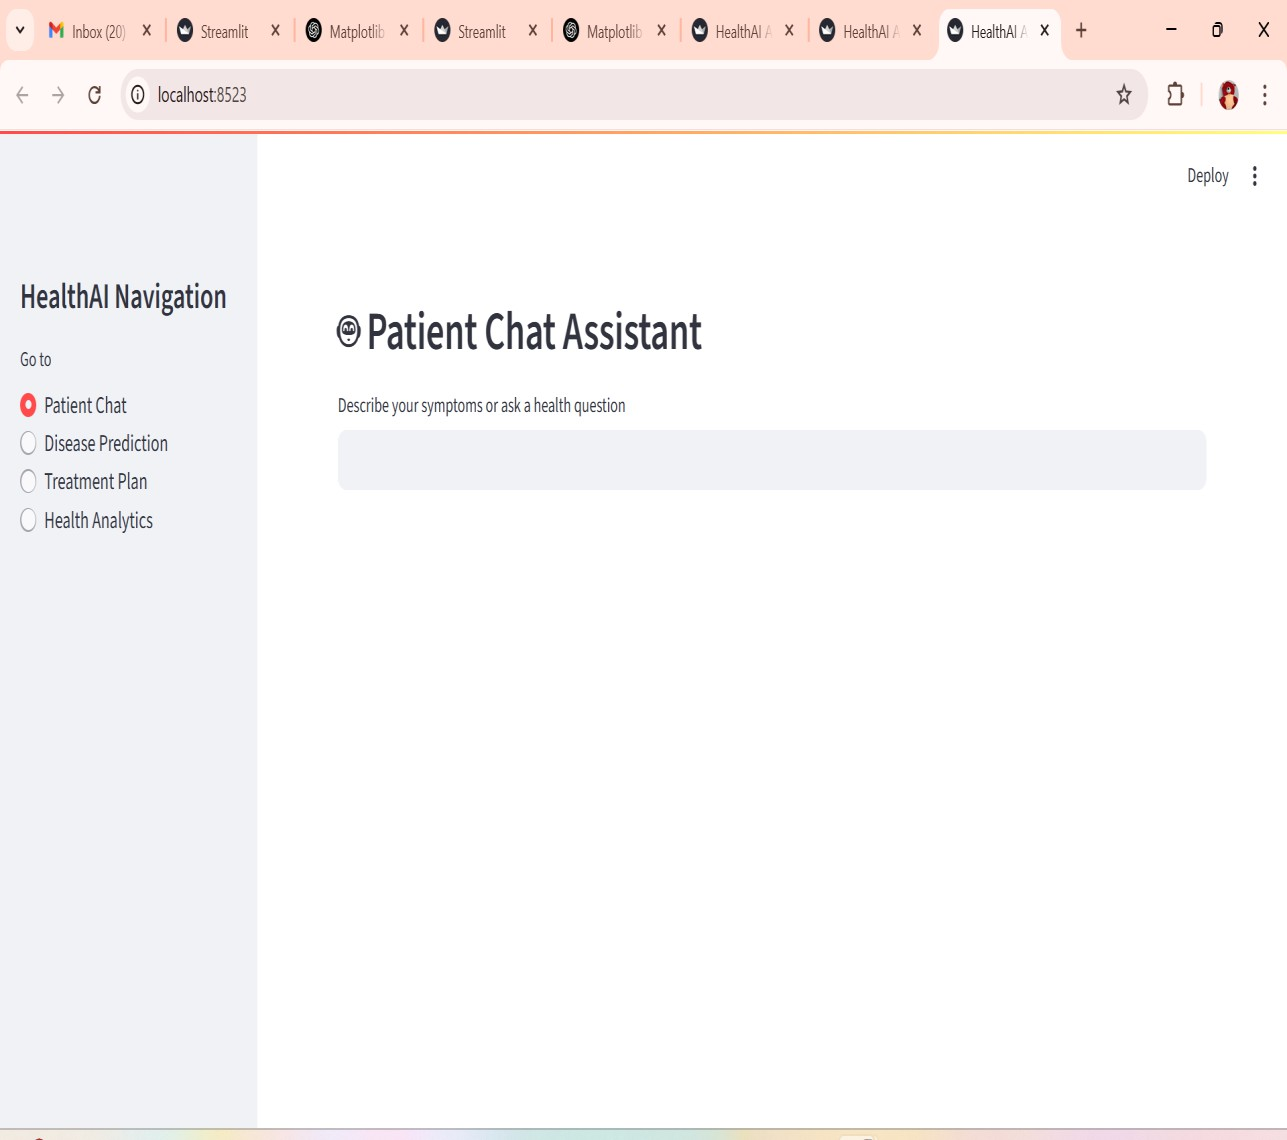 Inbox (20)
Streamlit
Matplotlib
Streamlit
Matplotlib
HealthAI A
HealthAI A
HealthAI A
localhost:8523
Deploy
HealthAI Navigation
Go to
Patient Chat
Disease Prediction
Treatment Plan
Health Analytics
Patient Chat Assistant
Describe your symptoms or ask a health question